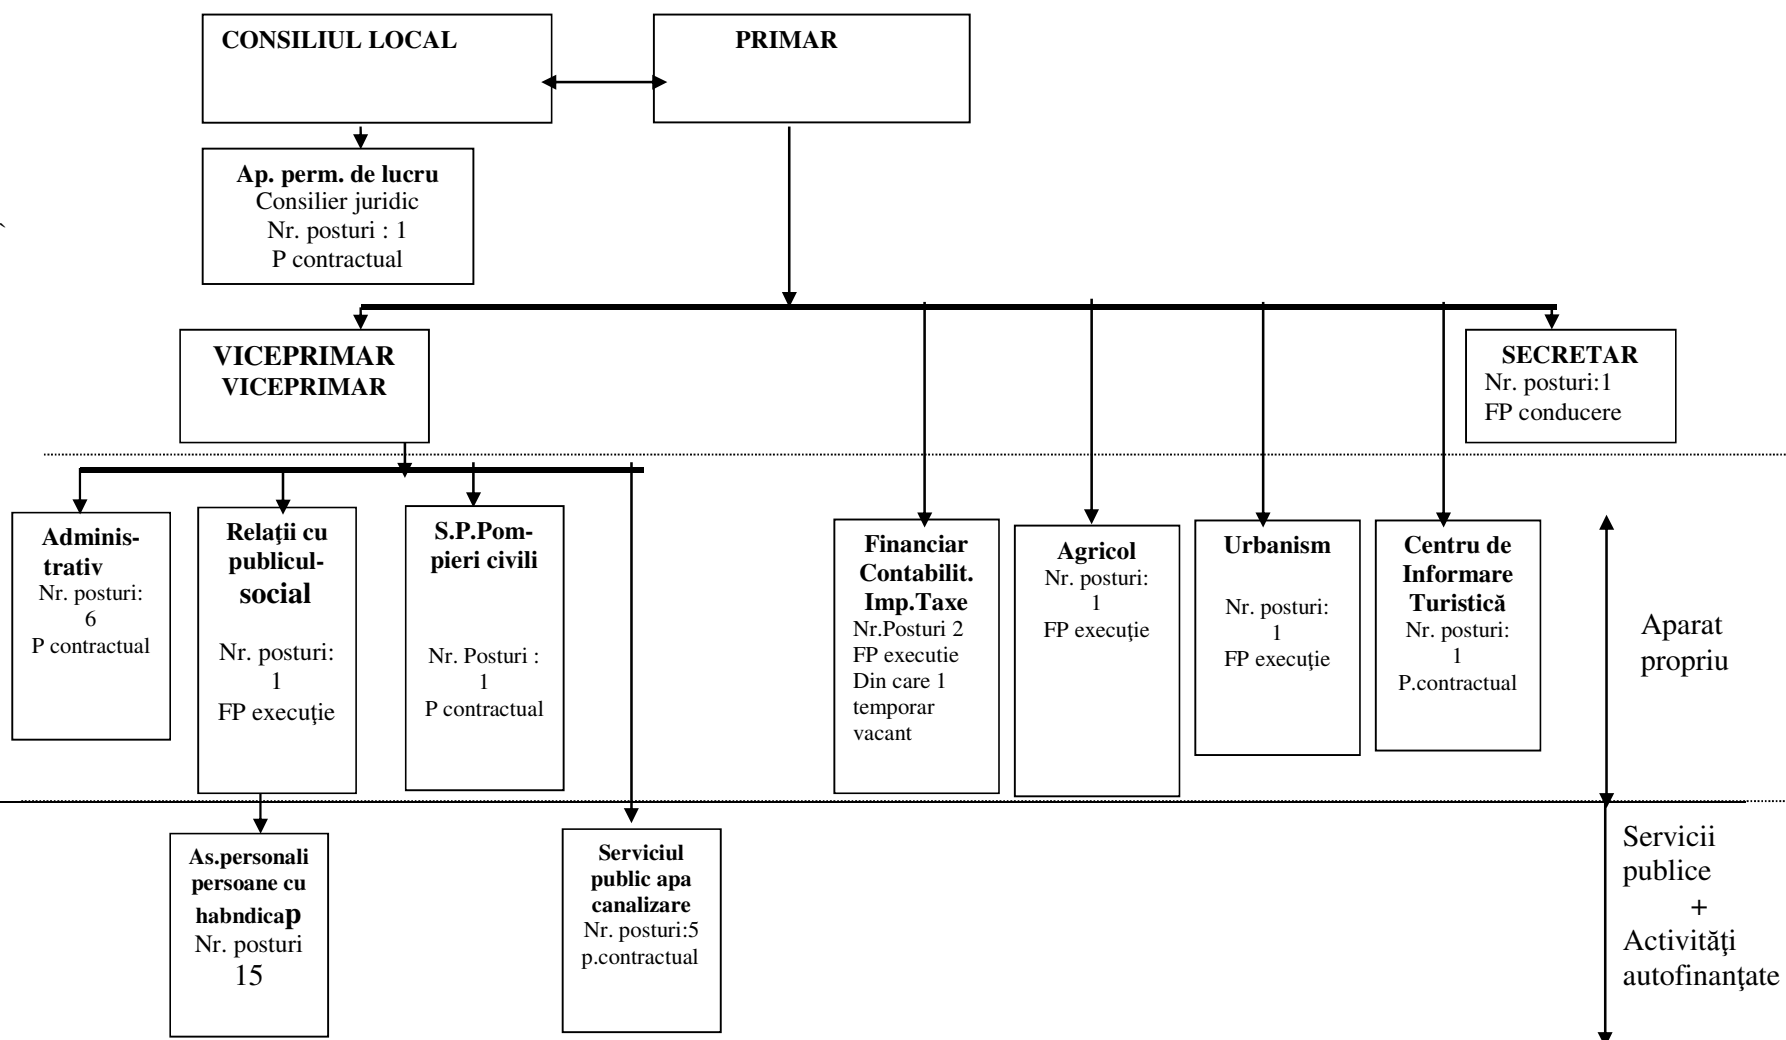 CONSILIUL LOCAL
PRIMAR
Ap. perm. de lucru
Consilier juridic
Nr. posturi : 1
P contractual
`
VICEPRIMAR
VICEPRIMAR
SECRETAR
Nr. posturi:1
FP conducere
Adminis-
trativ
Nr. posturi:
6
P contractual
Relaţii cu
publicul-
social
Nr. posturi:
1
FP execuţie
S.P.Pom-
pieri civili
Nr. Posturi :
1
P contractual
Financiar
Contabilit.
Imp.Taxe
Nr.Posturi 2
FP executie
Din care 1
temporar
vacant
Agricol
Nr. posturi:
1
FP execuţie
Urbanism
Nr. posturi:
1
FP execuţie
Centru de
Informare
Turistică
Nr. posturi:
1
P.contractual
Aparat
propriu
As.personali
persoane cu
habndicap
Nr. posturi
15
Serviciul
public apa
canalizare
Nr. posturi:5
p.contractual
Servicii
publice
+
Activităţi
autofinanţate